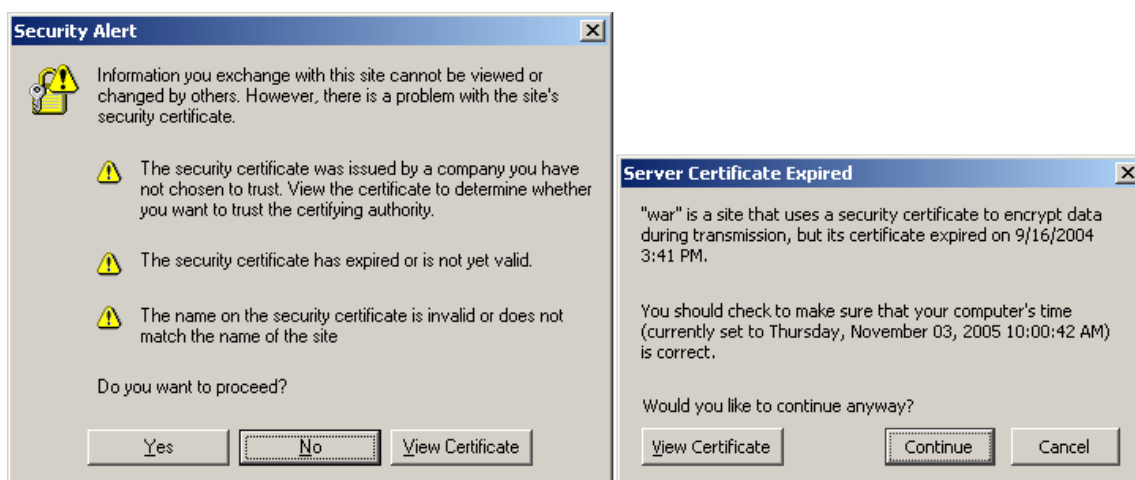 Security Alert
Information you exchange with this site cannot be viewed or
changed by others. However, there is a problem with the site's
security certificate.
The security certificate was issued by a company you have
not chosen to trust. View the certificate to determine whether
you want to trust the certifying authority.
The security certificate has expired or is not yet valid.
The name on the security certificate is invalid or does not
match the name of the site
Do you want to proceed?
Yes No View Certificate
Server Certificate Expired
"war" is a site that uses a security certificate to encrypt data
during transmission, but its certificate expired on 9/16/2004
3:41 PM.
You should check to make sure that your computer's time
(currently set to Thursday, November 03, 2005 10:00:42 AM)
is correct.
Would you like to continue anyway?
View Certificate Continue Cancel